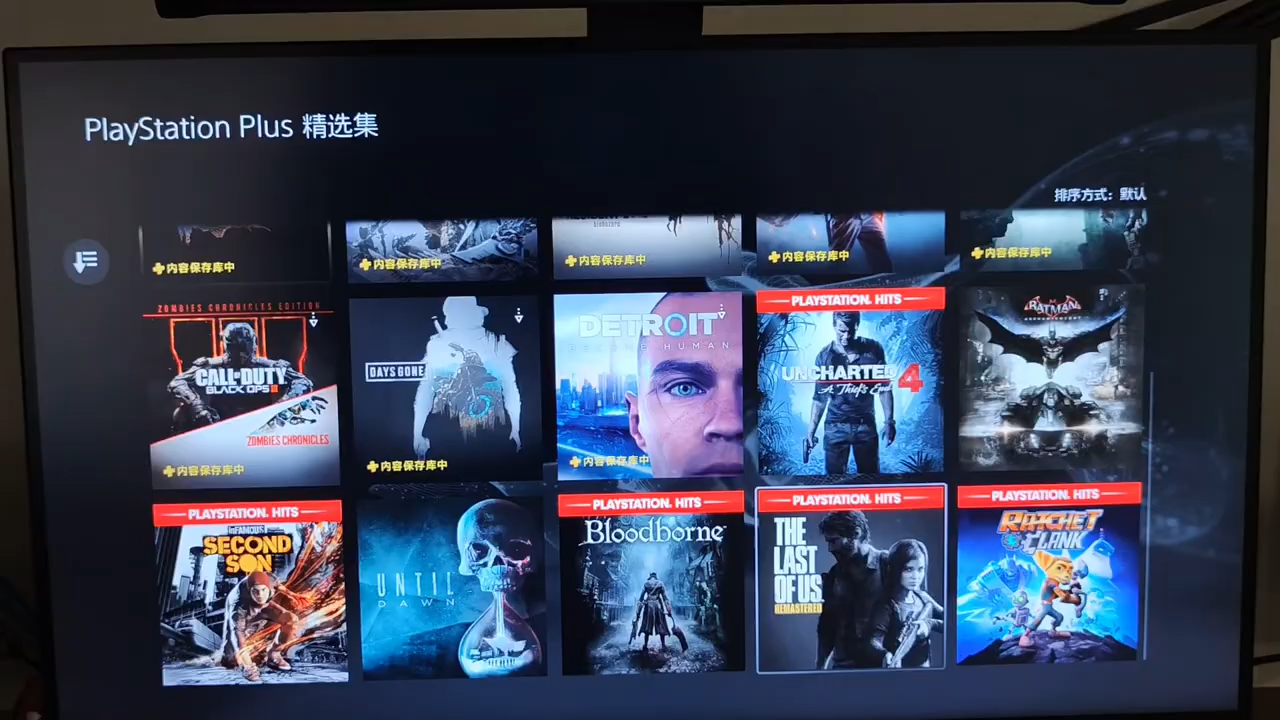 PlayStation Plus 精选集
排序方式：默认
内容保存库中
内容保存库中
内容保存库中
内容保存库中
内容保存库中
ZOMBIES CHRONICLES EDITION
CALL OF DUTY
BLACK OPS III
ZOMBIES CHRONICLES
内容保存库中
DAYS GONE
内容保存库中
DETROIT
BECOME HUMAN
内容保存库中
PLAYSTATION HITS
UNCHARTED 4
A Thief's End
BATMAN
PLAYSTATION HITS
inFAMOUS
SECOND
SON
UNTIL
DAWN
PLAYSTATION HITS
Bloodborne
PLAYSTATION HITS
THE
LAST
OF US
REMASTERED
PLAYSTATION HITS
RATCHET
CLANK